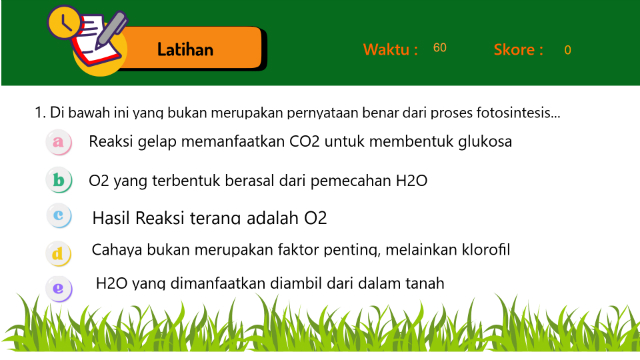 Latihan
Waktu : 60 Skore : 0
1. Di bawah ini yang bukan merupakan pernyataan benar dari proses fotosintesis...
a Reaksi gelap memanfaatkan CO2 untuk membentuk glukosa
b O2 yang terbentuk berasal dari pemecahan H2O
c Hasil Reaksi terang adalah O2
d Cahaya bukan merupakan faktor penting, melainkan klorofil
e H2O yang dimanfaatkan diambil dari dalam tanah